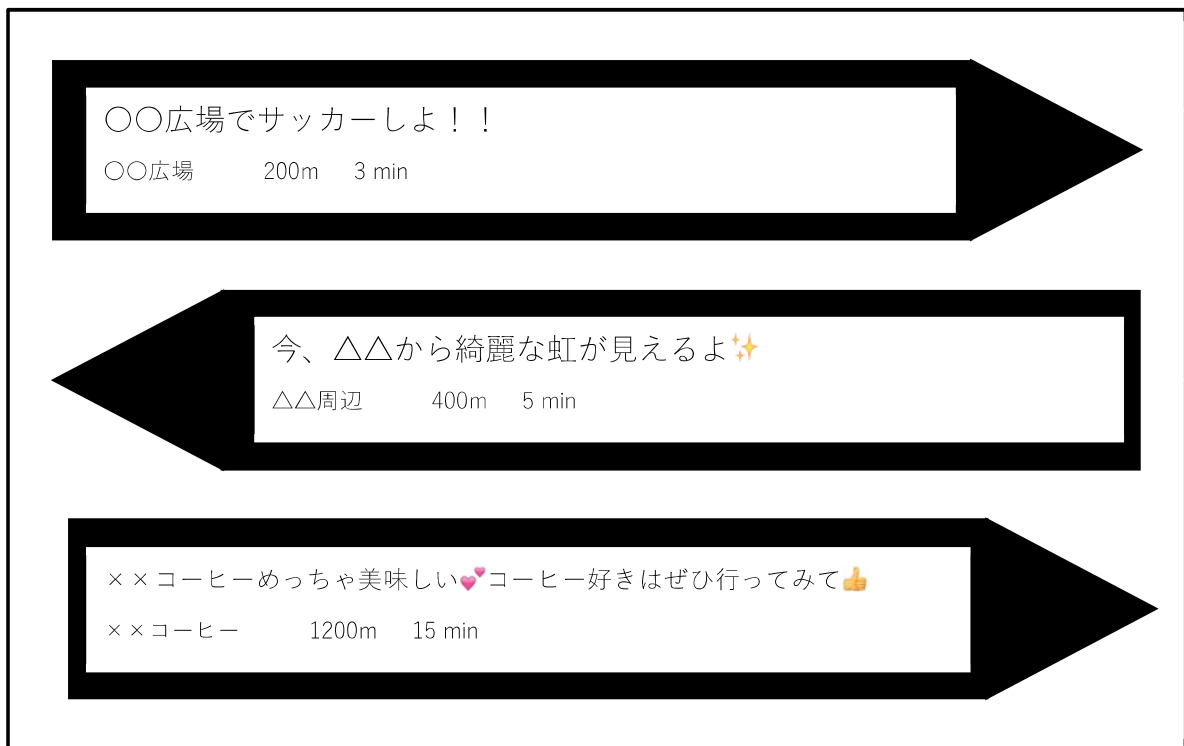 〇〇広場でサッカーしよ！！
〇〇広場 200m 3 min
今、△△から綺麗な虹が見えるよ✨
△△周辺 400m 5 min
××コーヒーめっちゃ美味しい💕コーヒー好きはぜひ行ってみて👍
××コーヒー 1200m 15 min